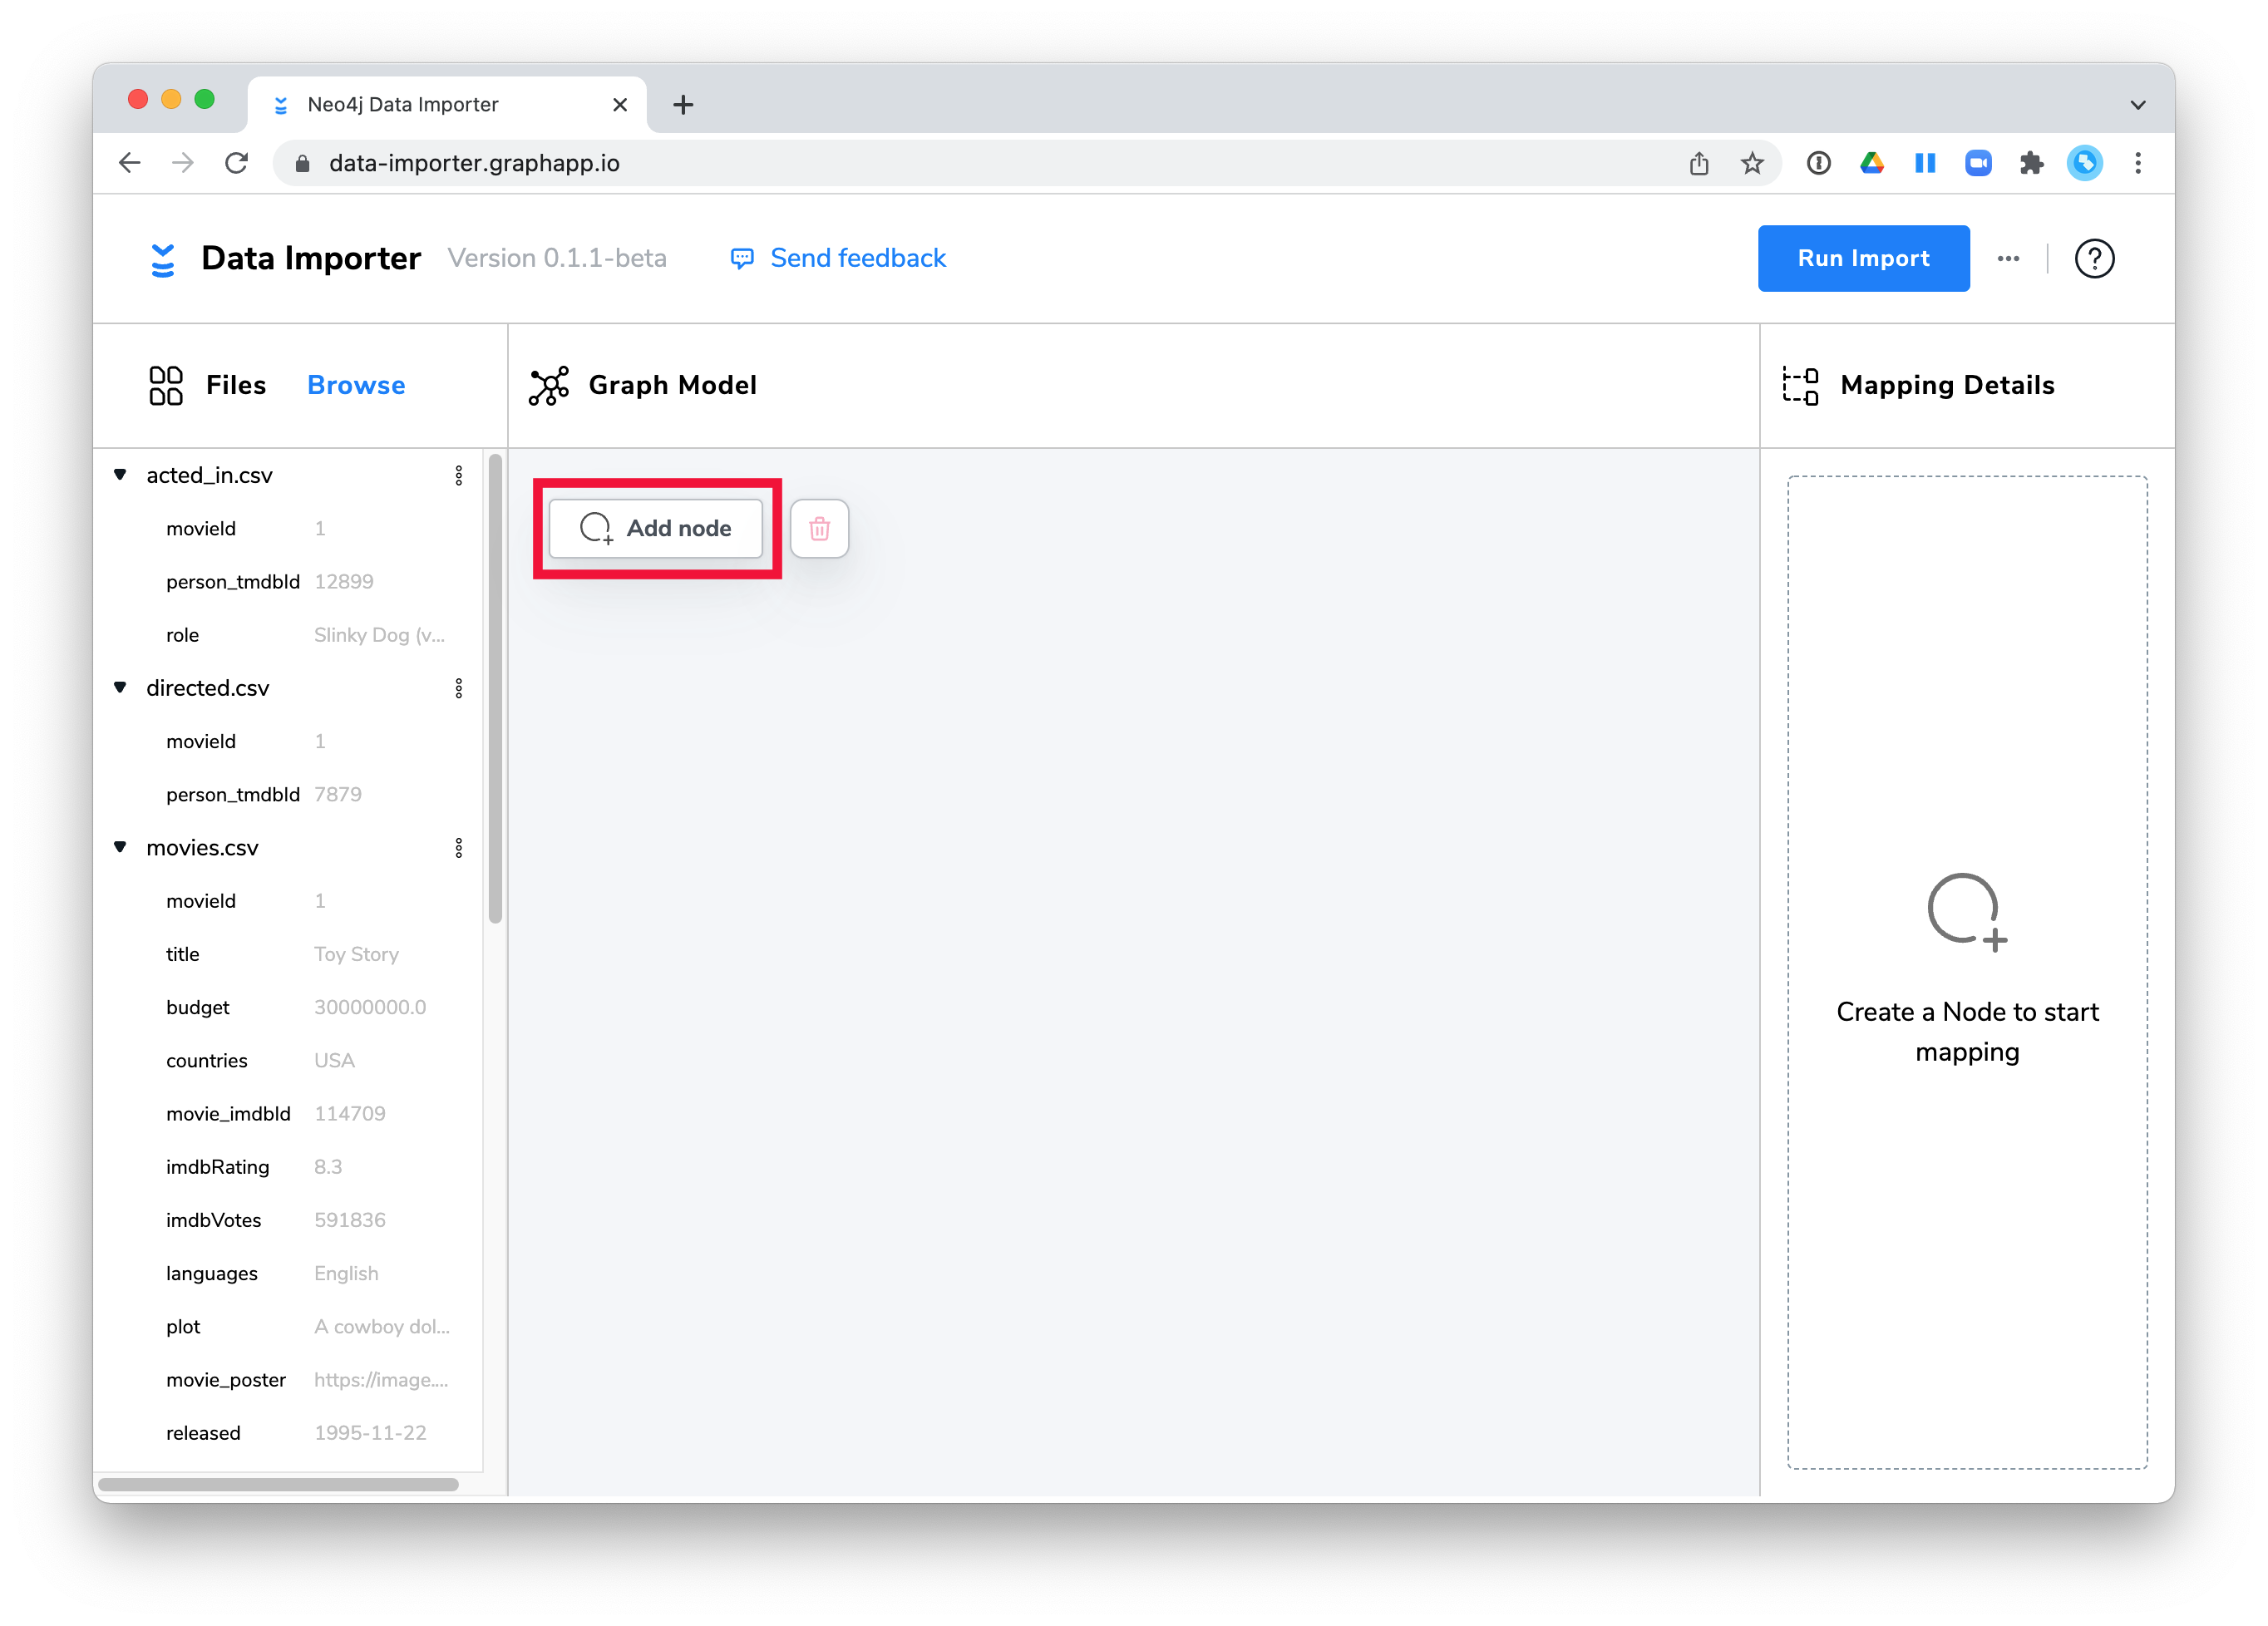 Neo4j Data Importer
data-importer.graphapp.io
Data Importer Version 0.1.1-beta Send feedback Run Import
Files Browse
Graph Model
Mapping Details
acted_in.csv
movieId 1
person_tmdbId 12899
role Slinky Dog (v...
directed.csv
movieId 1
person_tmdbId 7879
movies.csv
movieId 1
title Toy Story
budget 30000000.0
countries USA
movie_imdbId 114709
imdbRating 8.3
imdbVotes 591836
languages English
plot A cowboy dol...
movie_poster https://image....
released 1995-11-22
Add node
Create a Node to start
mapping